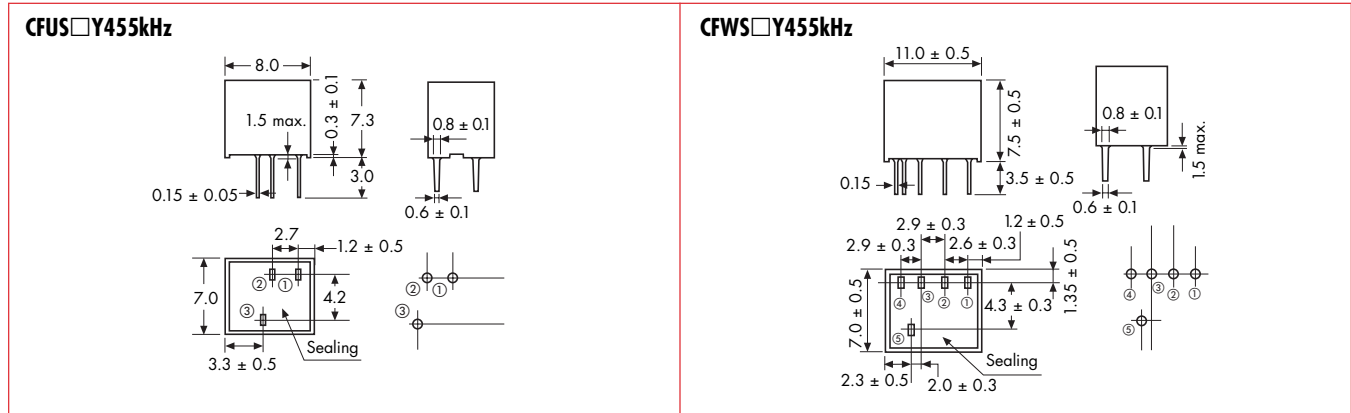 CFUS□Y455kHz
8.0
0.3 ± 0.1
1.5 max.
7.3
0.8 ± 0.1
3.0
0.15 ± 0.05
0.6 ± 0.1
2.7
1.2 ± 0.5
② ①
7.0
4.2
③
Sealing
3.3 ± 0.5
② ①
③
CFWS□Y455kHz
11.0 ± 0.5
7.5 ± 0.5
0.8 ± 0.1
1.5 max.
0.15
3.5 ± 0.5
0.6 ± 0.1
2.9 ± 0.3
1.2 ± 0.5
2.9 ± 0.3
2.6 ± 0.3
1.35 ± 0.5
④ ③ ② ①
7.0 ± 0.5
4.3 ± 0.3
⑤
Sealing
2.3 ± 0.5
2.0 ± 0.3
④ ③ ② ①
⑤